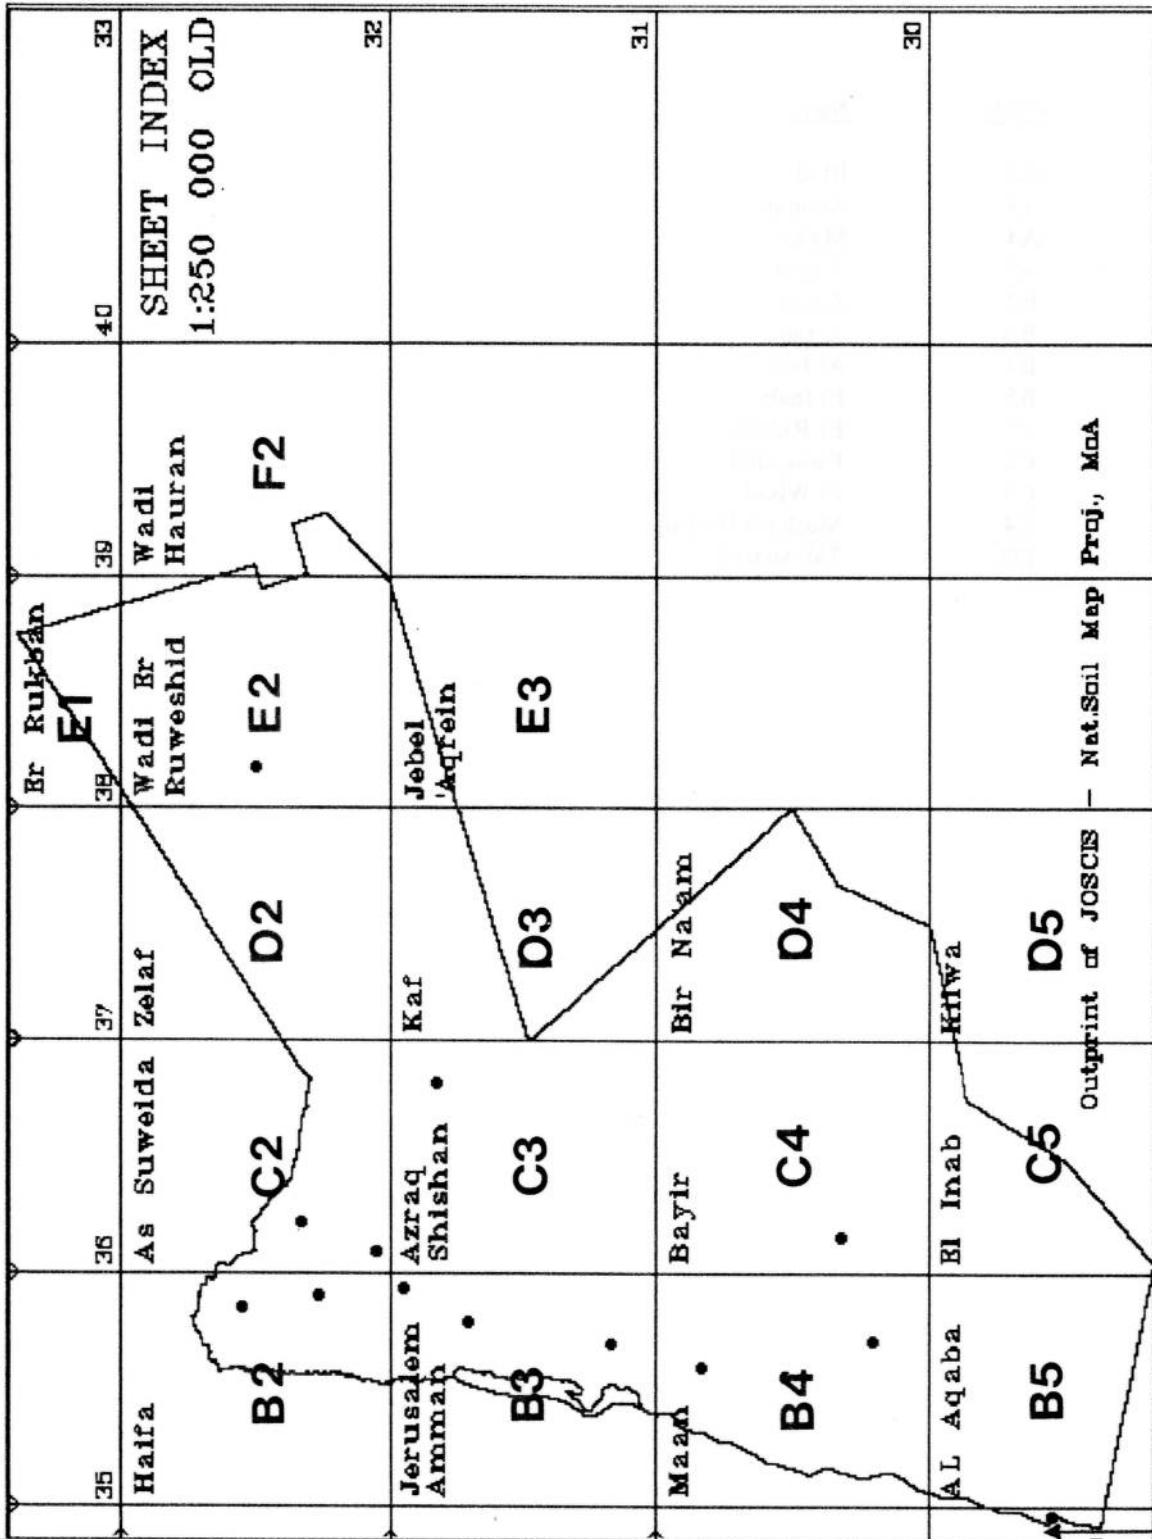 Er Rukban
E1
35
36
37
38
39
40
33
Haifa
As Suweida
Zelaf
Wadi Er
Ruweshid
Wadi
Hauran
SHEET INDEX
1:250 000 OLD
B2
C2
D2
E2
F2
32
Jerusalem
Amman
Azraq
Shishan
Kaf
Jebel
'Aqrein
B3
C3
D3
E3
31
Maan
Bayir
Bir Na'am
B4
C4
D4
30
AL Aqaba
El Inab
Kilwa
B5
C5
D5
Outprint of JOSCIS — Nat.Soil Map Proj., MoA